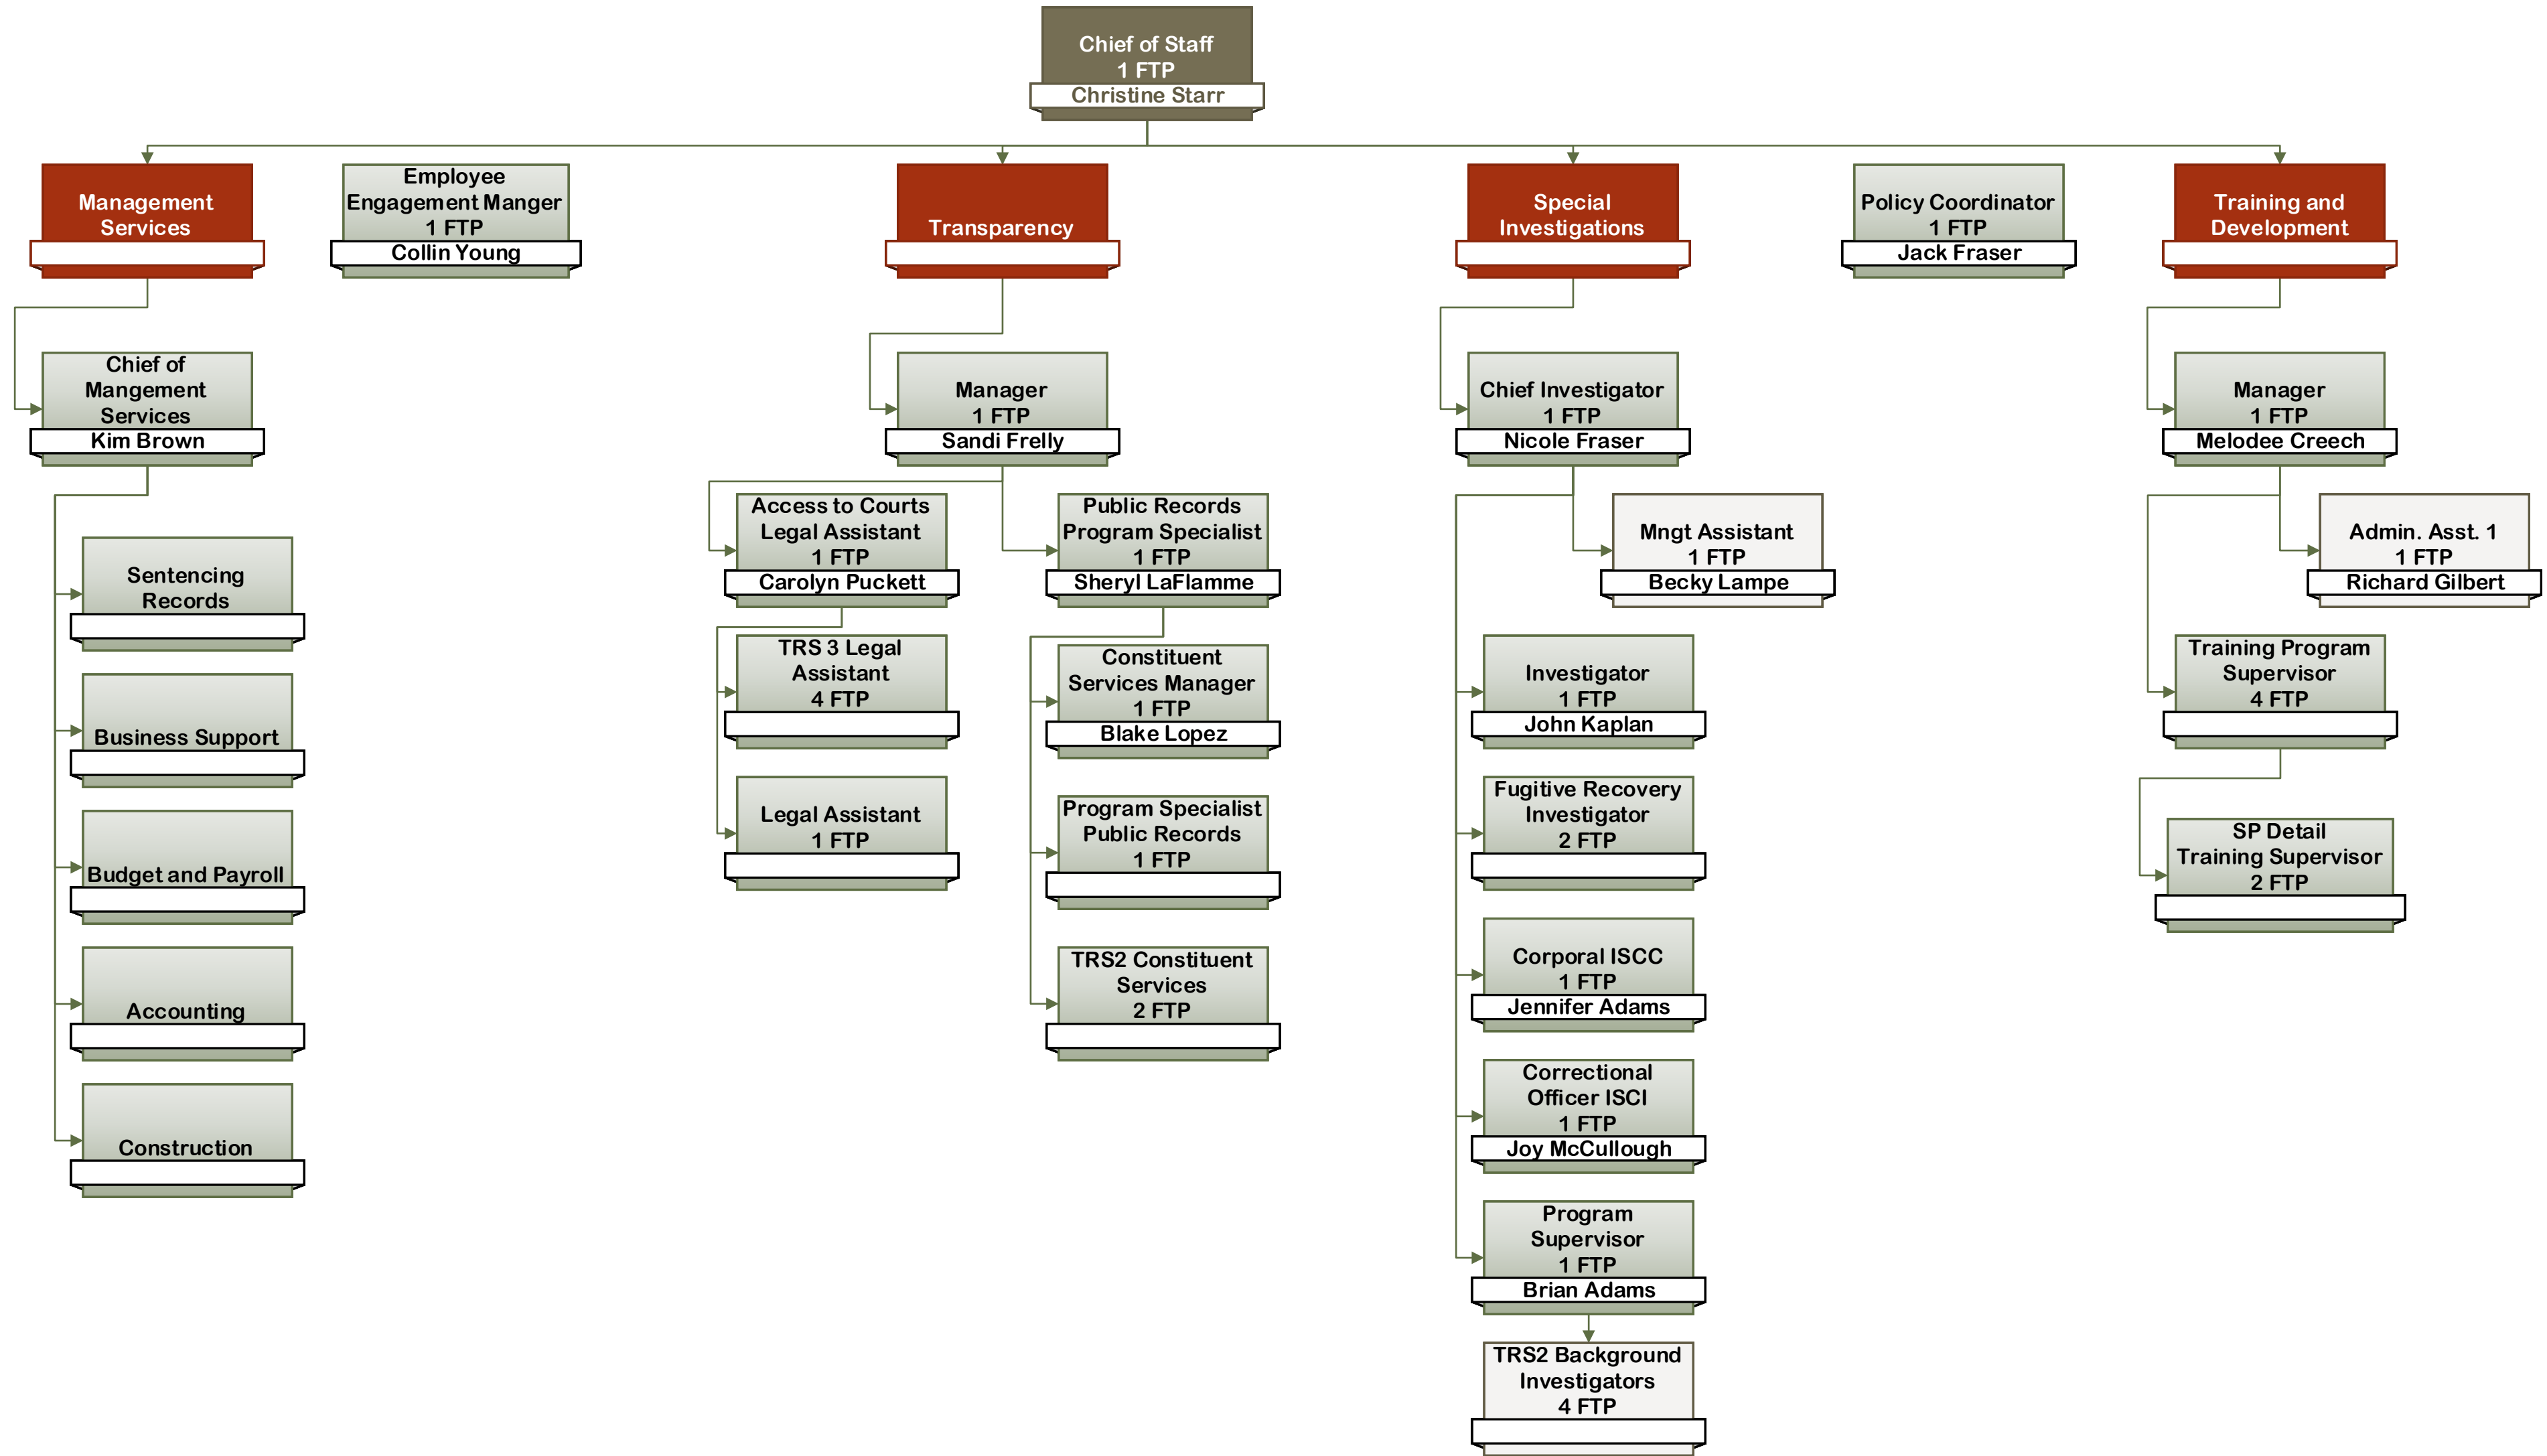 Chief of Staff
1 FTP
Christine Starr
Management
Services
Employee
Engagement Manger
1 FTP
Collin Young
Transparency
Special
Investigations
Policy Coordinator
1 FTP
Jack Fraser
Training and
Development
Chief of
Mangement
Services
Kim Brown
Manager
1 FTP
Sandi Frelly
Chief Investigator
1 FTP
Nicole Fraser
Manager
1 FTP
Melodee Creech
Sentencing
Records
Business Support
Budget and Payroll
Accounting
Construction
Access to Courts
Legal Assistant
1 FTP
Carolyn Puckett
TRS 3 Legal
Assistant
4 FTP
Legal Assistant
1 FTP
Public Records
Program Specialist
1 FTP
Sheryl LaFlamme
Constituent
Services Manager
1 FTP
Blake Lopez
Program Specialist
Public Records
1 FTP
TRS2 Constituent
Services
2 FTP
Mngt Assistant
1 FTP
Becky Lampe
Investigator
1 FTP
John Kaplan
Fugitive Recovery
Investigator
2 FTP
Corporal ISCC
1 FTP
Jennifer Adams
Correctional
Officer ISCI
1 FTP
Joy McCullough
Program
Supervisor
1 FTP
Brian Adams
TRS2 Background
Investigators
4 FTP
Admin. Asst. 1
1 FTP
Richard Gilbert
Training Program
Supervisor
4 FTP
SP Detail
Training Supervisor
2 FTP